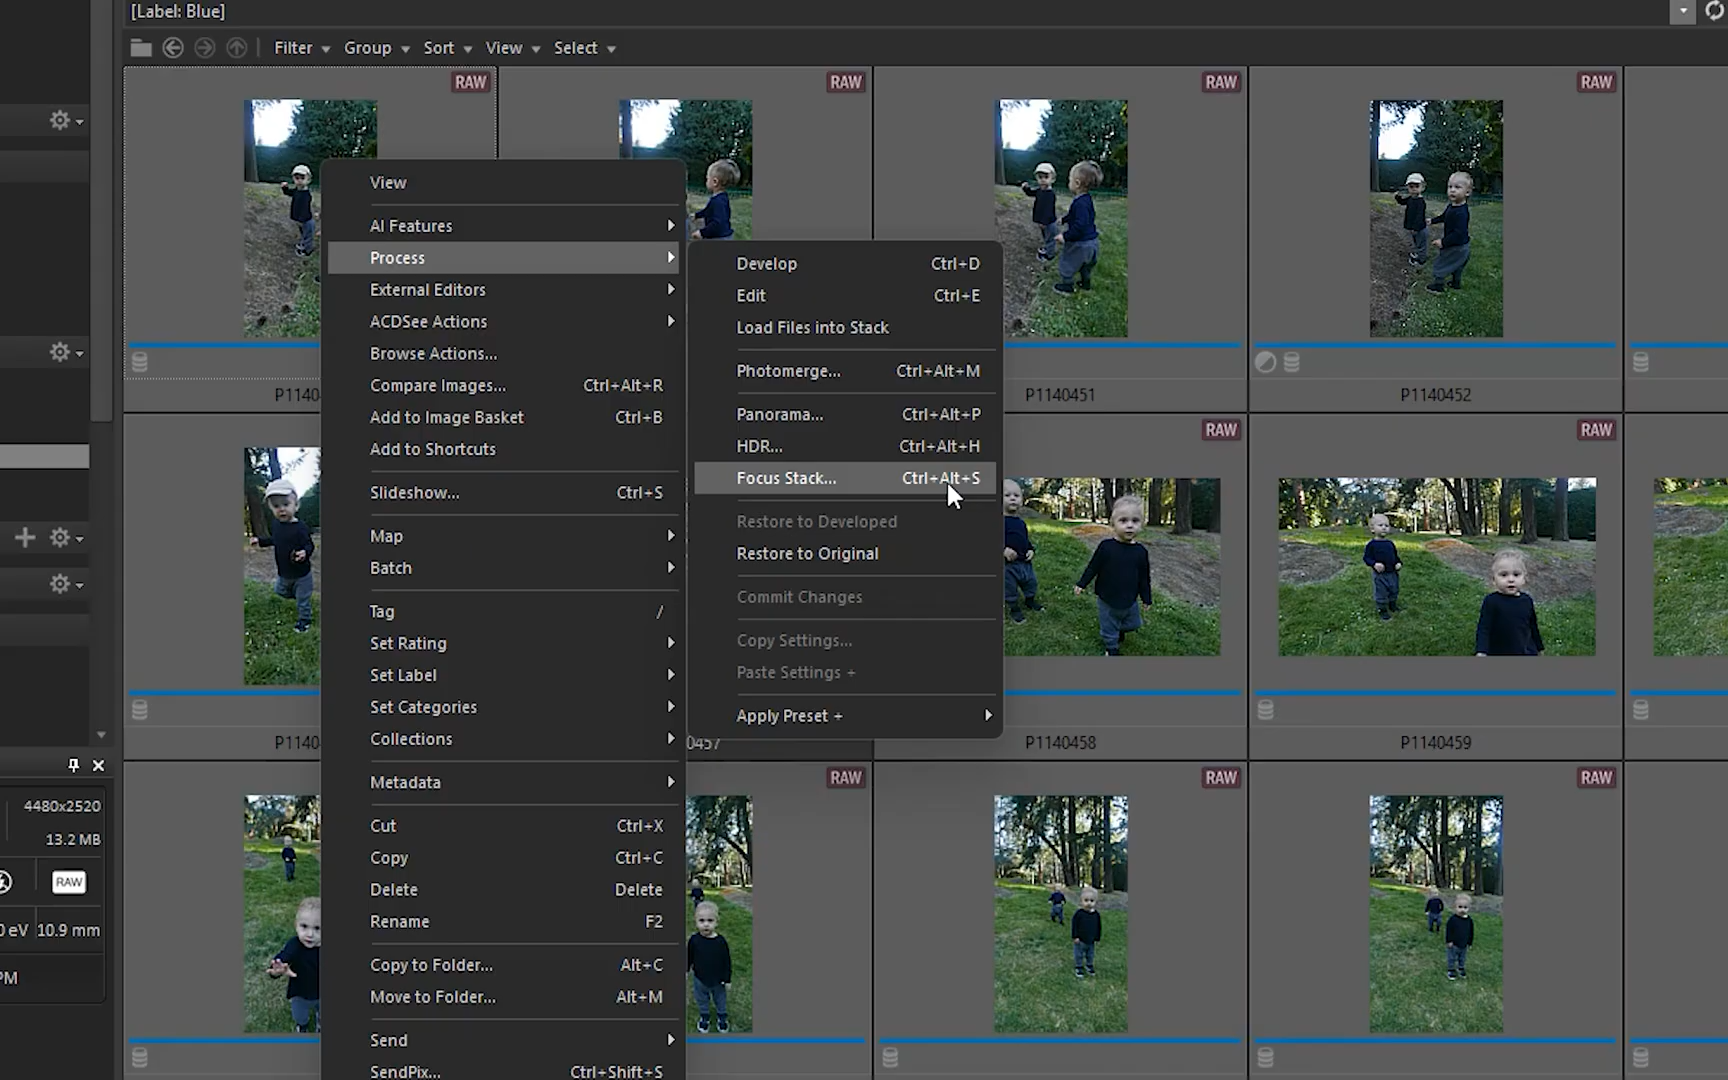 [Label: Blue]
Filter Group Sort View Select
RAW RAW RAW RAW
View
AI Features
Process
External Editors
ACDSee Actions
Browse Actions...
Compare Images... Ctrl+Alt+R
Add to Image Basket Ctrl+B
Add to Shortcuts
Slideshow... Ctrl+S
Map
Batch
Tag /
Set Rating
Set Label
Set Categories
Collections
Metadata
Cut Ctrl+X
Copy Ctrl+C
Delete Delete
Rename F2
Copy to Folder... Alt+C
Move to Folder... Alt+M
Send
SendPix... Ctrl+Shift+S
Develop Ctrl+D
Edit Ctrl+E
Load Files into Stack
Photomerge... Ctrl+Alt+M
Panorama... Ctrl+Alt+P
HDR... Ctrl+Alt+H
Focus Stack... Ctrl+Alt+S
Restore to Developed
Restore to Original
Commit Changes
Copy Settings...
Paste Settings +
Apply Preset +
P1140 P1140451 P1140452
RAW RAW
P1140 0457 P1140458 P1140459
RAW RAW RAW
4480x2520
13.2 MB
RAW
0 eV 10.9 mm
PM